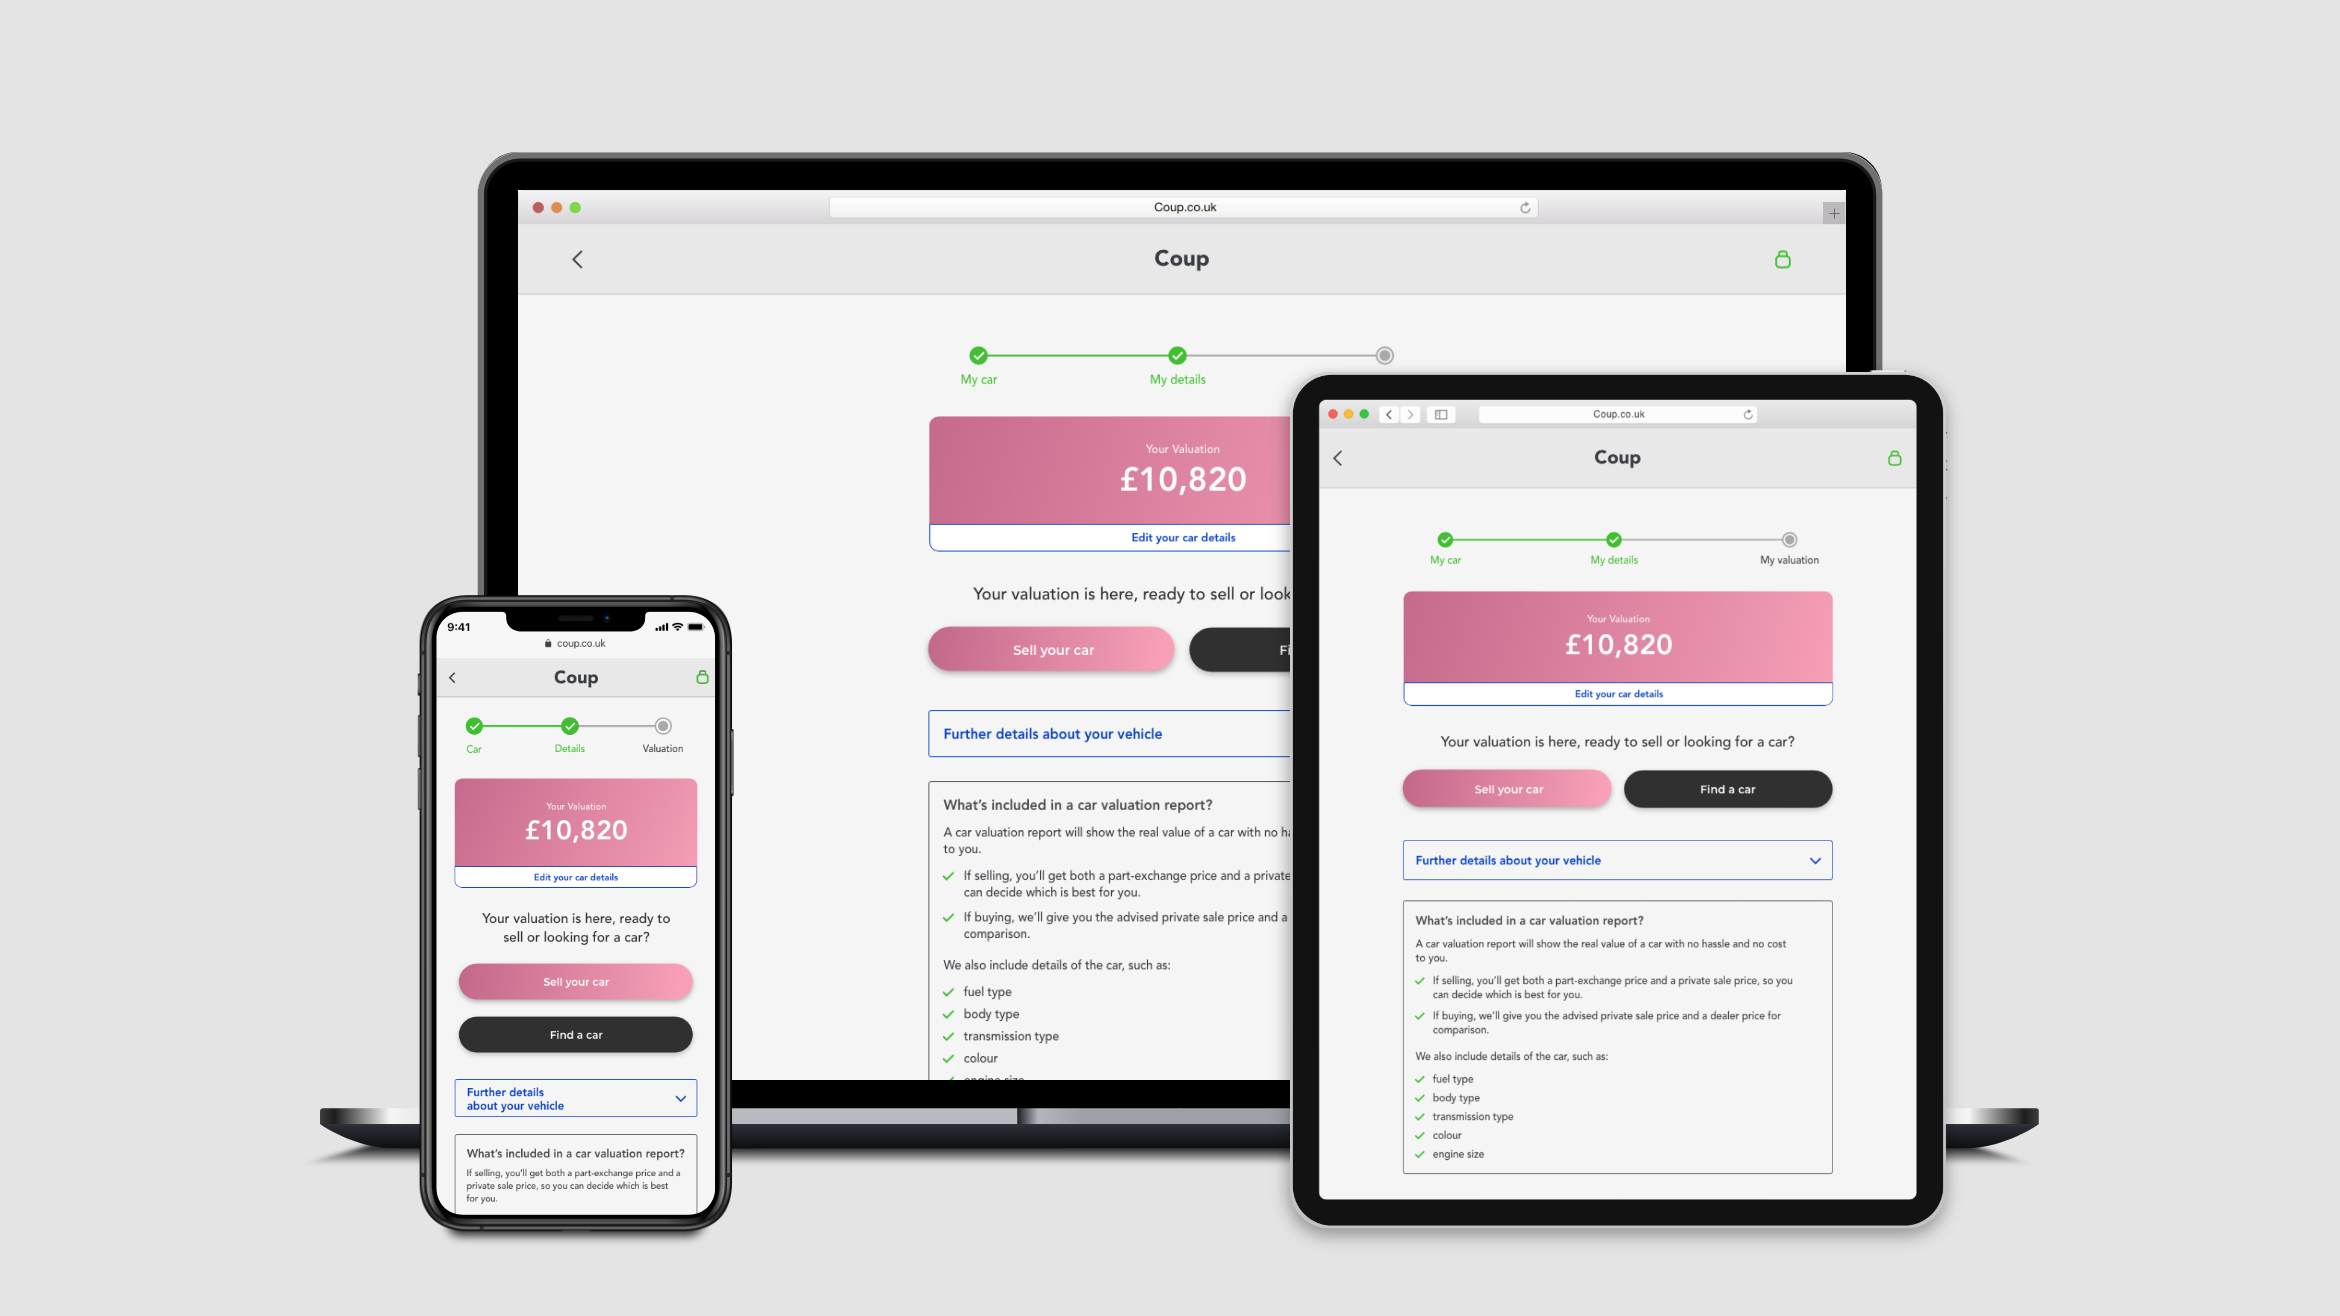 Coup.co.uk
Coup
My car
My details
Your Valuation
£10,820
Edit your car details
Your valuation is here, ready to sell or look
Sell your car
Further details about your vehicle
What's included in a car valuation report?
A car valuation report will show the real value of a car with no
to you.
If selling, you'll get both a part-exchange price and a private
can decide which is best for you.
If buying, we'll give you the advised private sale price and a
comparison.
We also include details of the car, such as:
fuel type
body type
transmission type
colour
engine size
9:41
coup.co.uk
Coup
Car
Details
Valuation
Your Valuation
£10,820
Edit your car details
Your valuation is here, ready to
sell or looking for a car?
Sell your car
Find a car
Further details
about your vehicle
What's included in a car valuation report?
If selling, you'll get both a part-exchange price and a
private sale price, so you can decide which is best
for you.
Coup.co.uk
Coup
My car
My details
My valuation
Your Valuation
£10,820
Edit your car details
Your valuation is here, ready to sell or looking for a car?
Sell your car
Find a car
Further details about your vehicle
What's included in a car valuation report?
A car valuation report will show the real value of a car with no hassle and no cost
to you.
If selling, you'll get both a part-exchange price and a private sale price, so you
can decide which is best for you.
If buying, we'll give you the advised private sale price and a dealer price for
comparison.
We also include details of the car, such as:
fuel type
body type
transmission type
colour
engine size